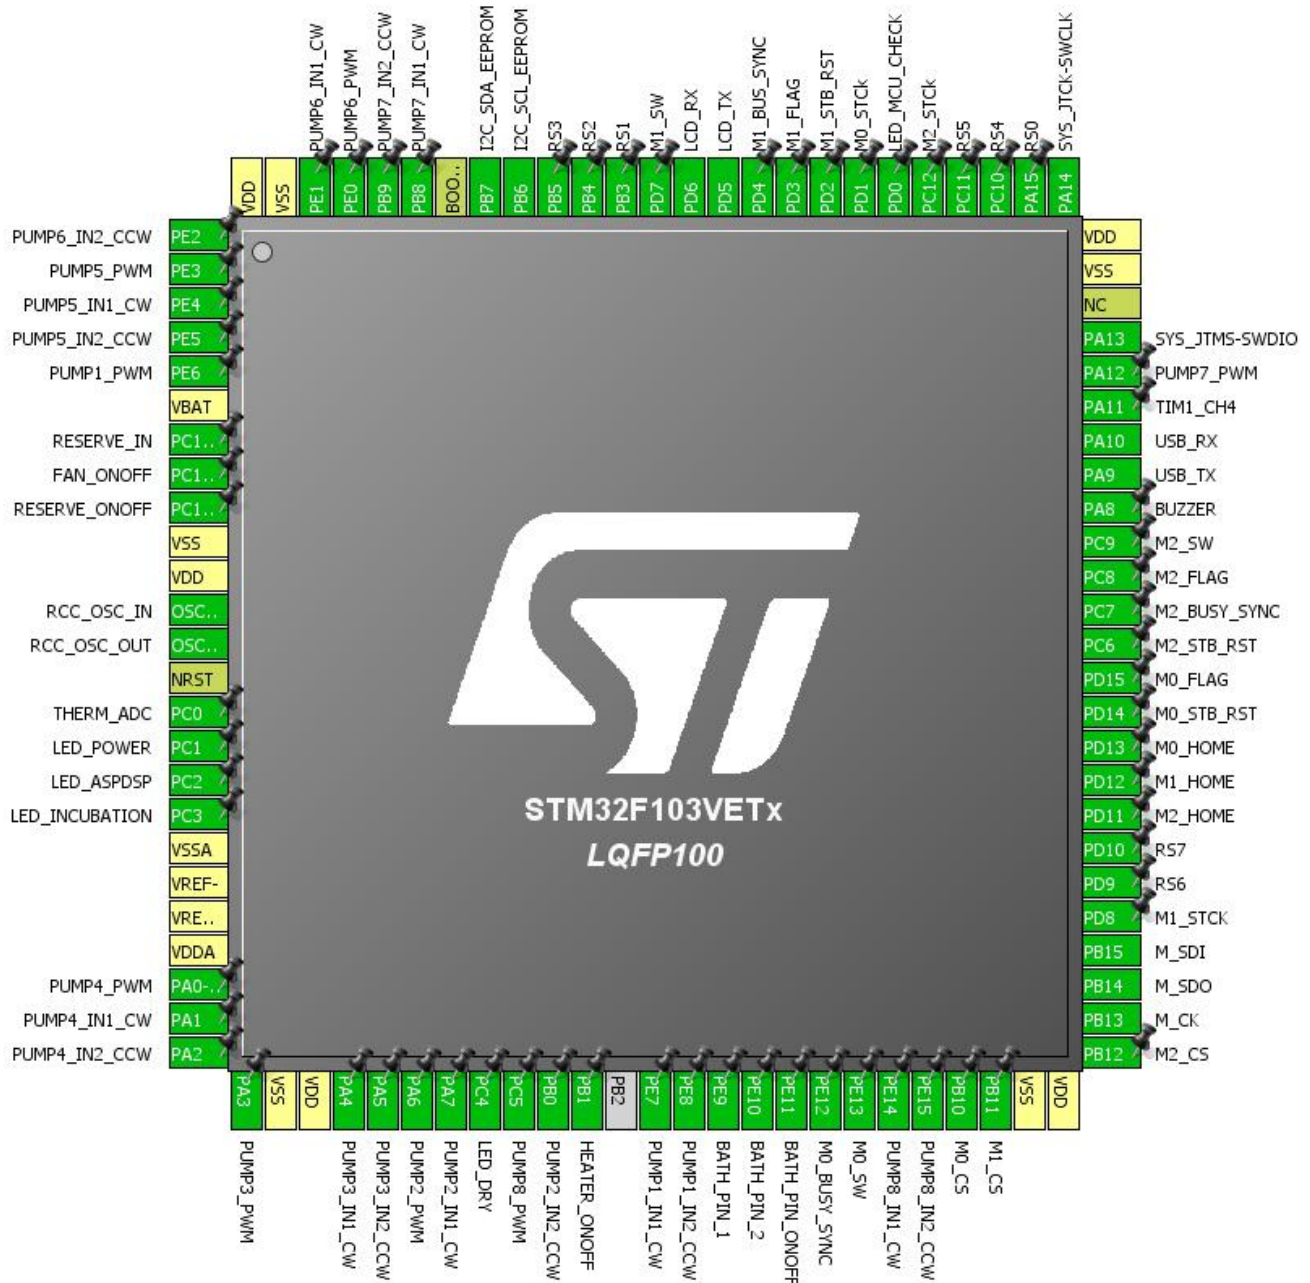 PUMP6_IN1_CW
PUMP6_PWM
PUMP7_IN2_CCW
PUMP7_IN1_CW
I2C_SDA_EEPROM
I2C_SCL_EEPROM
RS3
RS2
RS1
M1_SW
LCD_RX
LCD_TX
M1_BUS_SYNC
M1_FLAG
M1_STB_RST
M0_STCk
LED_MCU_CHECK
M2_STCk
RS5
RS4
RS0
SYS_JTCK-SWCLK
VDD
VSS
PE1
PE0
PB9
PB8
BOO..
PB7
PB6
PB5
PB4
PB3
PD7
PD6
PD5
PD4
PD3
PD2
PD1
PD0
PC12
PC11
PC10
PA15
PA14
PUMP6_IN2_CCW PE2
PUMP5_PWM PE3
PUMP5_IN1_CW PE4
PUMP5_IN2_CCW PE5
PUMP1_PWM PE6
VBAT
RESERVE_IN PC1..
FAN_ONOFF PC1..
RESERVE_ONOFF PC1..
VSS
VDD
RCC_OSC_IN OSC..
RCC_OSC_OUT OSC..
NRST
THERM_ADC PC0
LED_POWER PC1
LED_ASPDSP PC2
LED_INCUBATION PC3
VSSA
VREF-
VRE..
VDDA
PUMP4_PWM PA0-..
PUMP4_IN1_CW PA1
PUMP4_IN2_CCW PA2
STM32F103VETx
LQFP100
VDD
VSS
NC
PA13 SYS_JTMS-SWDIO
PA12 PUMP7_PWM
PA11 TIM1_CH4
PA10 USB_RX
PA9 USB_TX
PA8 BUZZER
PC9 M2_SW
PC8 M2_FLAG
PC7 M2_BUSY_SYNC
PC6 M2_STB_RST
PD15 M0_FLAG
PD14 M0_STB_RST
PD13 M0_HOME
PD12 M1_HOME
PD11 M2_HOME
PD10 RS7
PD9 RS6
PD8 M1_STCK
PB15 M_SDI
PB14 M_SDO
PB13 M_CK
PB12 M2_CS
PA3
VSS
VDD
PA4
PA5
PA6
PA7
PC4
PC5
PB0
PB1
PB2
PE7
PE8
PE9
PE10
PE11
PE12
PE13
PE14
PE15
PB10
PB11
VSS
VDD
PUMP3_PWM
PUMP3_IN1_CW
PUMP3_IN2_CCW
PUMP2_PWM
PUMP2_IN1_CW
LED_DRY
PUMP8_PWM
PUMP2_IN2_CCW
HEATER_ONOFF
PUMP1_IN1_CW
PUMP1_IN2_CCW
BATH_PIN_1
BATH_PIN_2
BATH_PIN_ONOFF
M0_BUSY_SYNC
M0_SW
PUMP8_IN1_CW
PUMP8_IN2_CCW
M0_CS
M1_CS